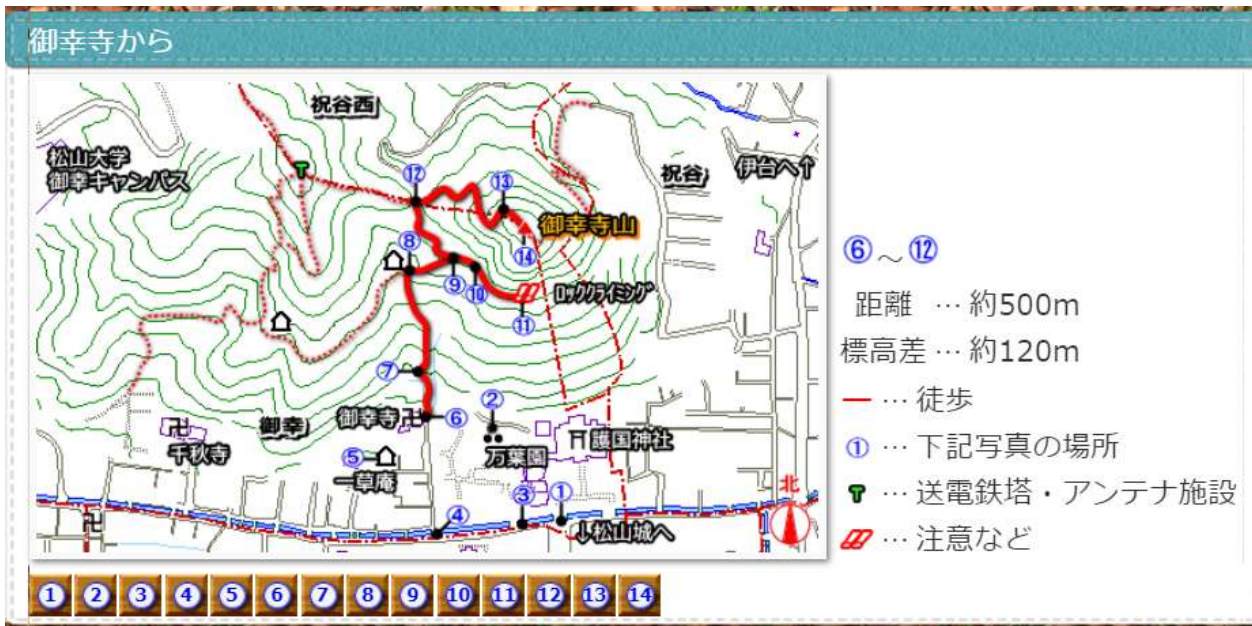 御幸寺から
祝谷西
松山大学
御幸キャンパス
T
⑫
⑬
祝谷
伊台へ↑
御幸寺山
⑭
⑧
⑨
⑩
ロッククライミング
⑪
⑦
②
御幸寺卍
⑥
御幸
卍
千秋寺
⑤
一草庵
万葉園
护国神社
③
①
④
↓松山城へ
卍
北
⑥～⑫
距離 … 約500m
標高差 … 約120m
… 徒歩
① … 下記写真の場所
T … 送電鉄塔・アンテナ施設
… 注意など
① ② ③ ④ ⑤ ⑥ ⑦ ⑧ ⑨ ⑩ ⑪ ⑫ ⑬ ⑭